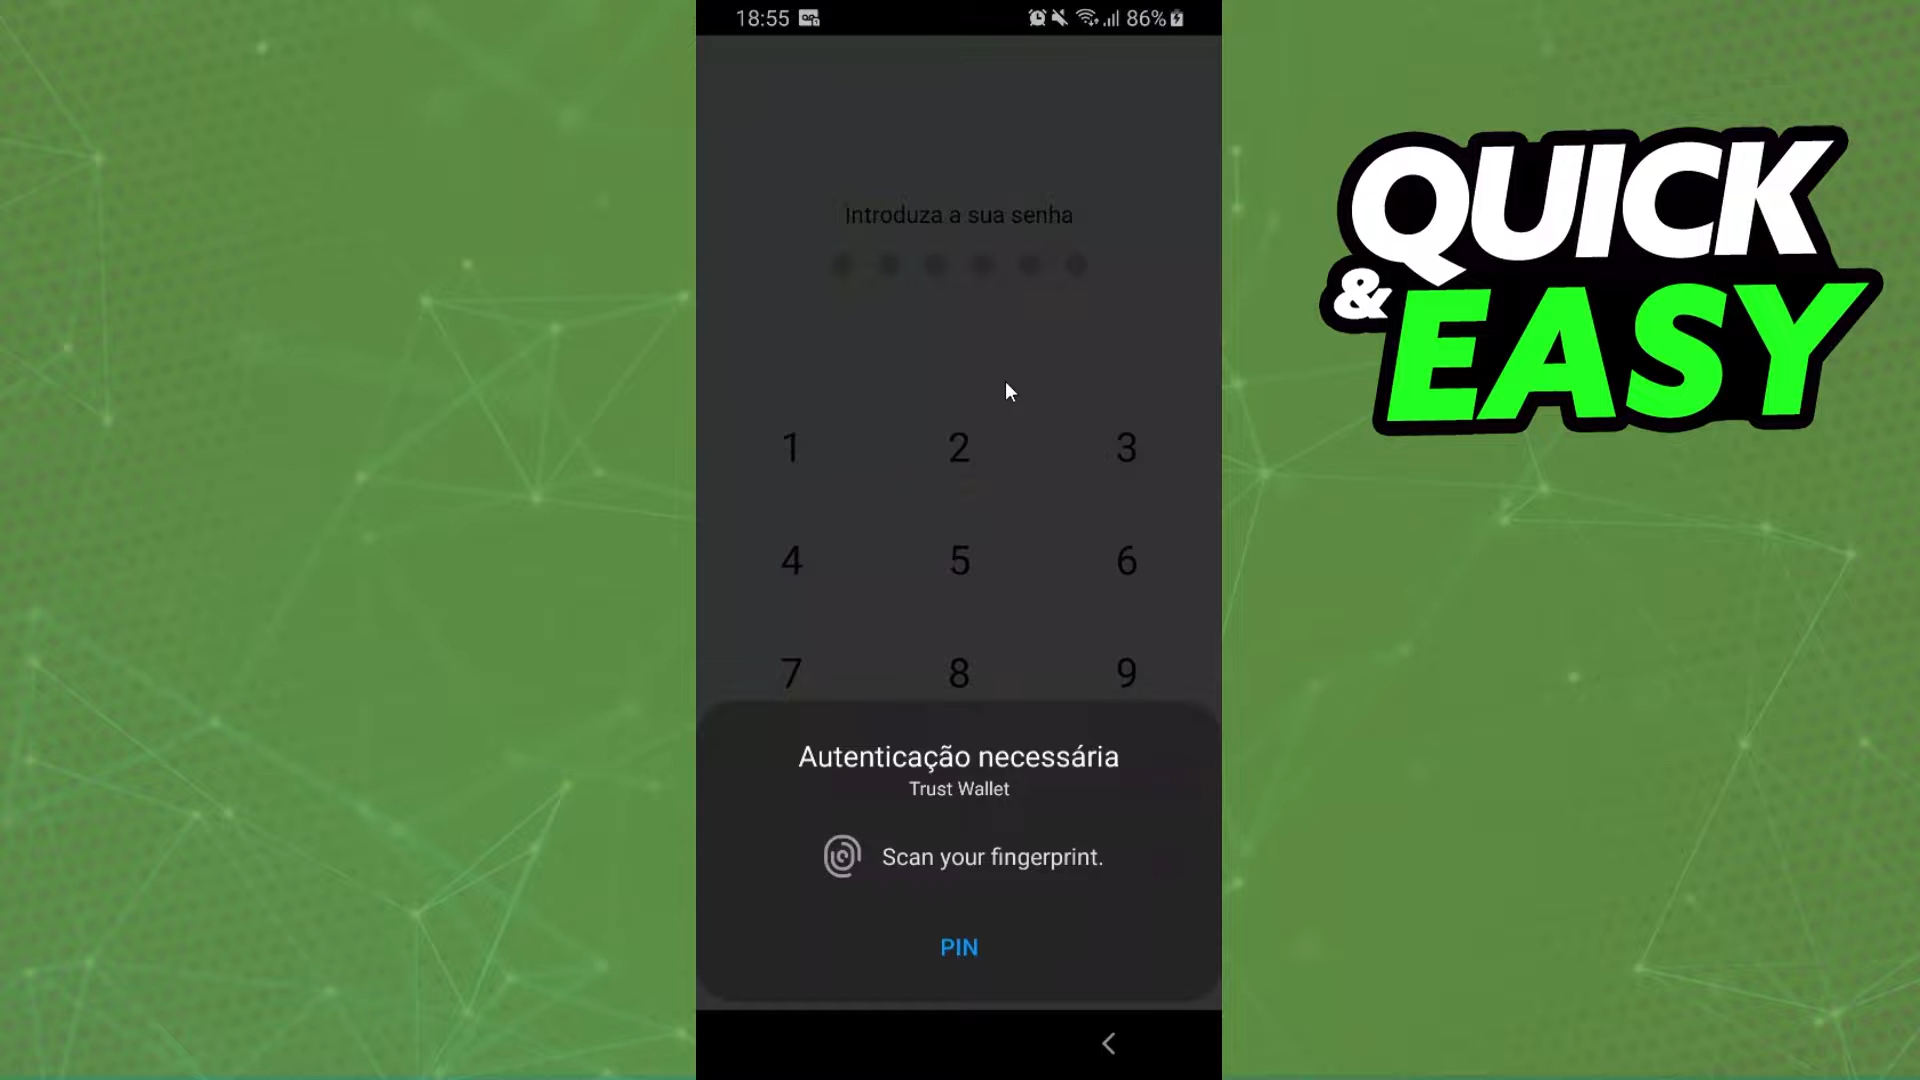 18:55
86%
QUICK
& EASY
Introduza a sua senha
1 2 3
4 5 6
7 8 9
Autenticação necessária
Trust Wallet
Scan your fingerprint.
PIN